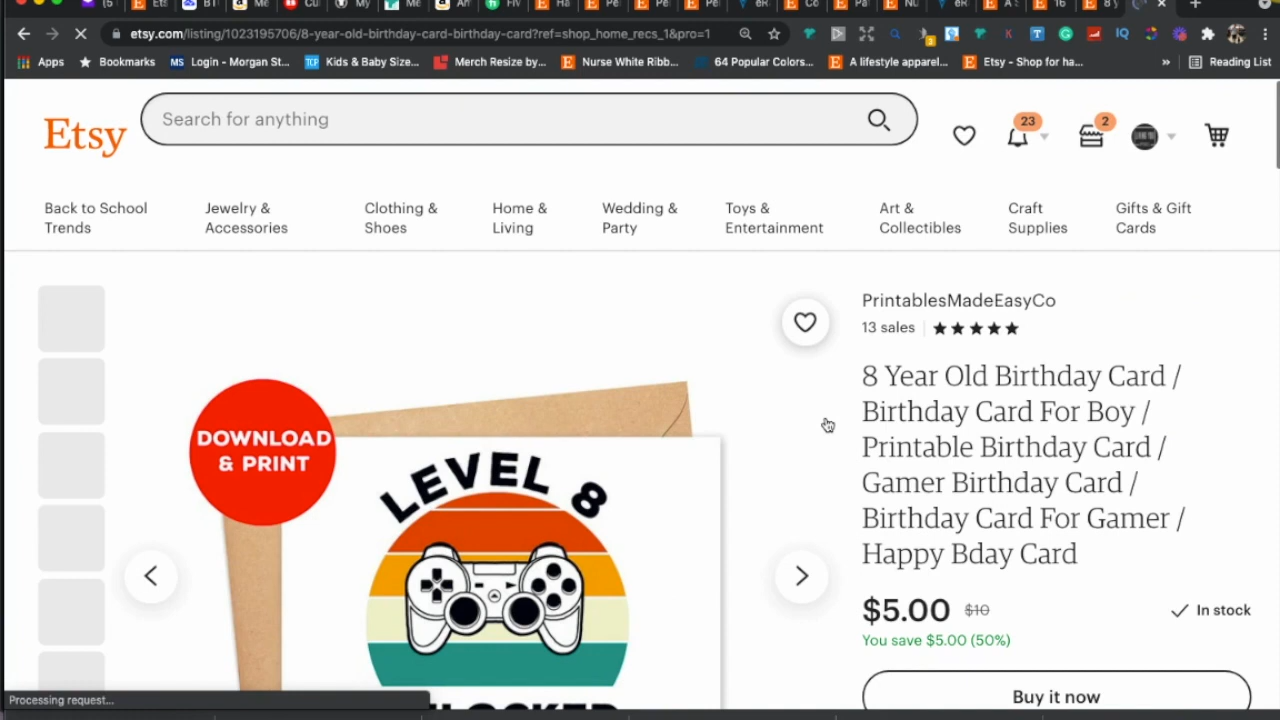 etsy.com/listing/1023195706/8-year-old-birthday-card-birthday-card?ref=shop_home_recs_1&pro=1
Apps Bookmarks Login - Morgan St... Kids & Baby Size... Merch Resize by... Nurse White Ribb... 64 Popular Colors... A lifestyle apparel... Etsy - Shop for ha... » Reading List
Etsy
Search for anything
23
2
Back to School Trends
Jewelry & Accessories
Clothing & Shoes
Home & Living
Wedding & Party
Toys & Entertainment
Art & Collectibles
Craft Supplies
Gifts & Gift Cards
DOWNLOAD
& PRINT
LEVEL 8
PrintablesMadeEasyCo
13 sales
8 Year Old Birthday Card /
Birthday Card For Boy /
Printable Birthday Card /
Gamer Birthday Card /
Birthday Card For Gamer /
Happy Bday Card
$5.00 $10
In stock
You save $5.00 (50%)
Buy it now
Processing request...